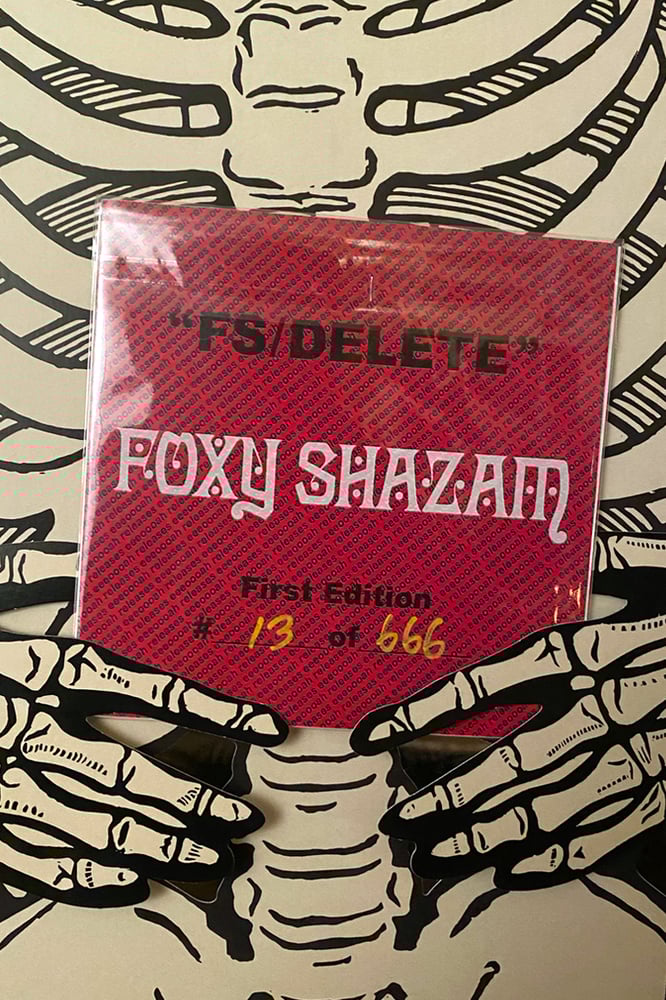 “FS/DELETE”
FOXY SHAZAM
First Edition
# 13 of 666